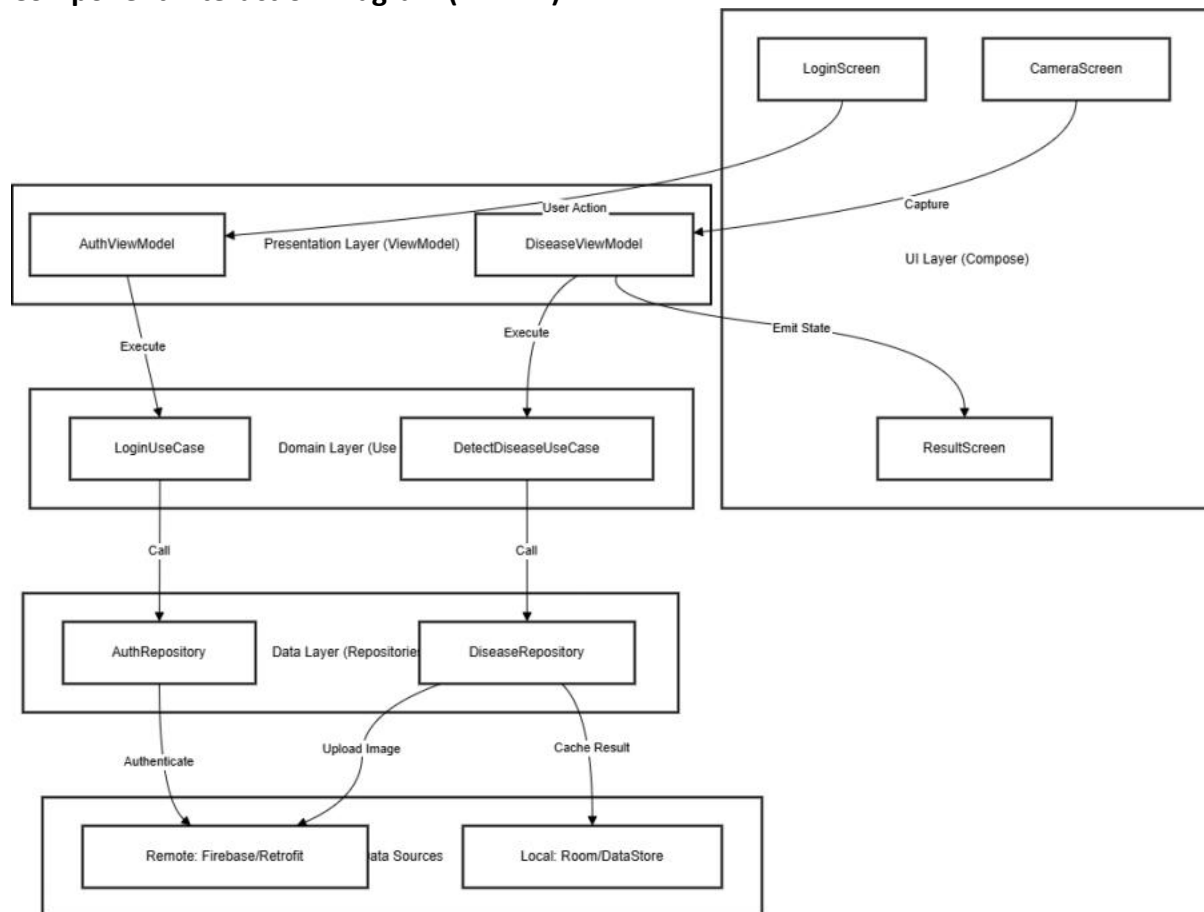 LoginScreen
CameraScreen
User Action
Capture
AuthViewModel
Presentation Layer (ViewModel)
DiseaseViewModel
UI Layer (Compose)
Emit State
Execute
Execute
LoginUseCase
Domain Layer (Use
DetectDiseaseUseCase
ResultScreen
Call
Call
AuthRepository
Data Layer (Repositories
DiseaseRepository
Authenticate
Upload Image
Cache Result
Remote: Firebase/Retrofit
ata Sources
Local: Room/DataStore